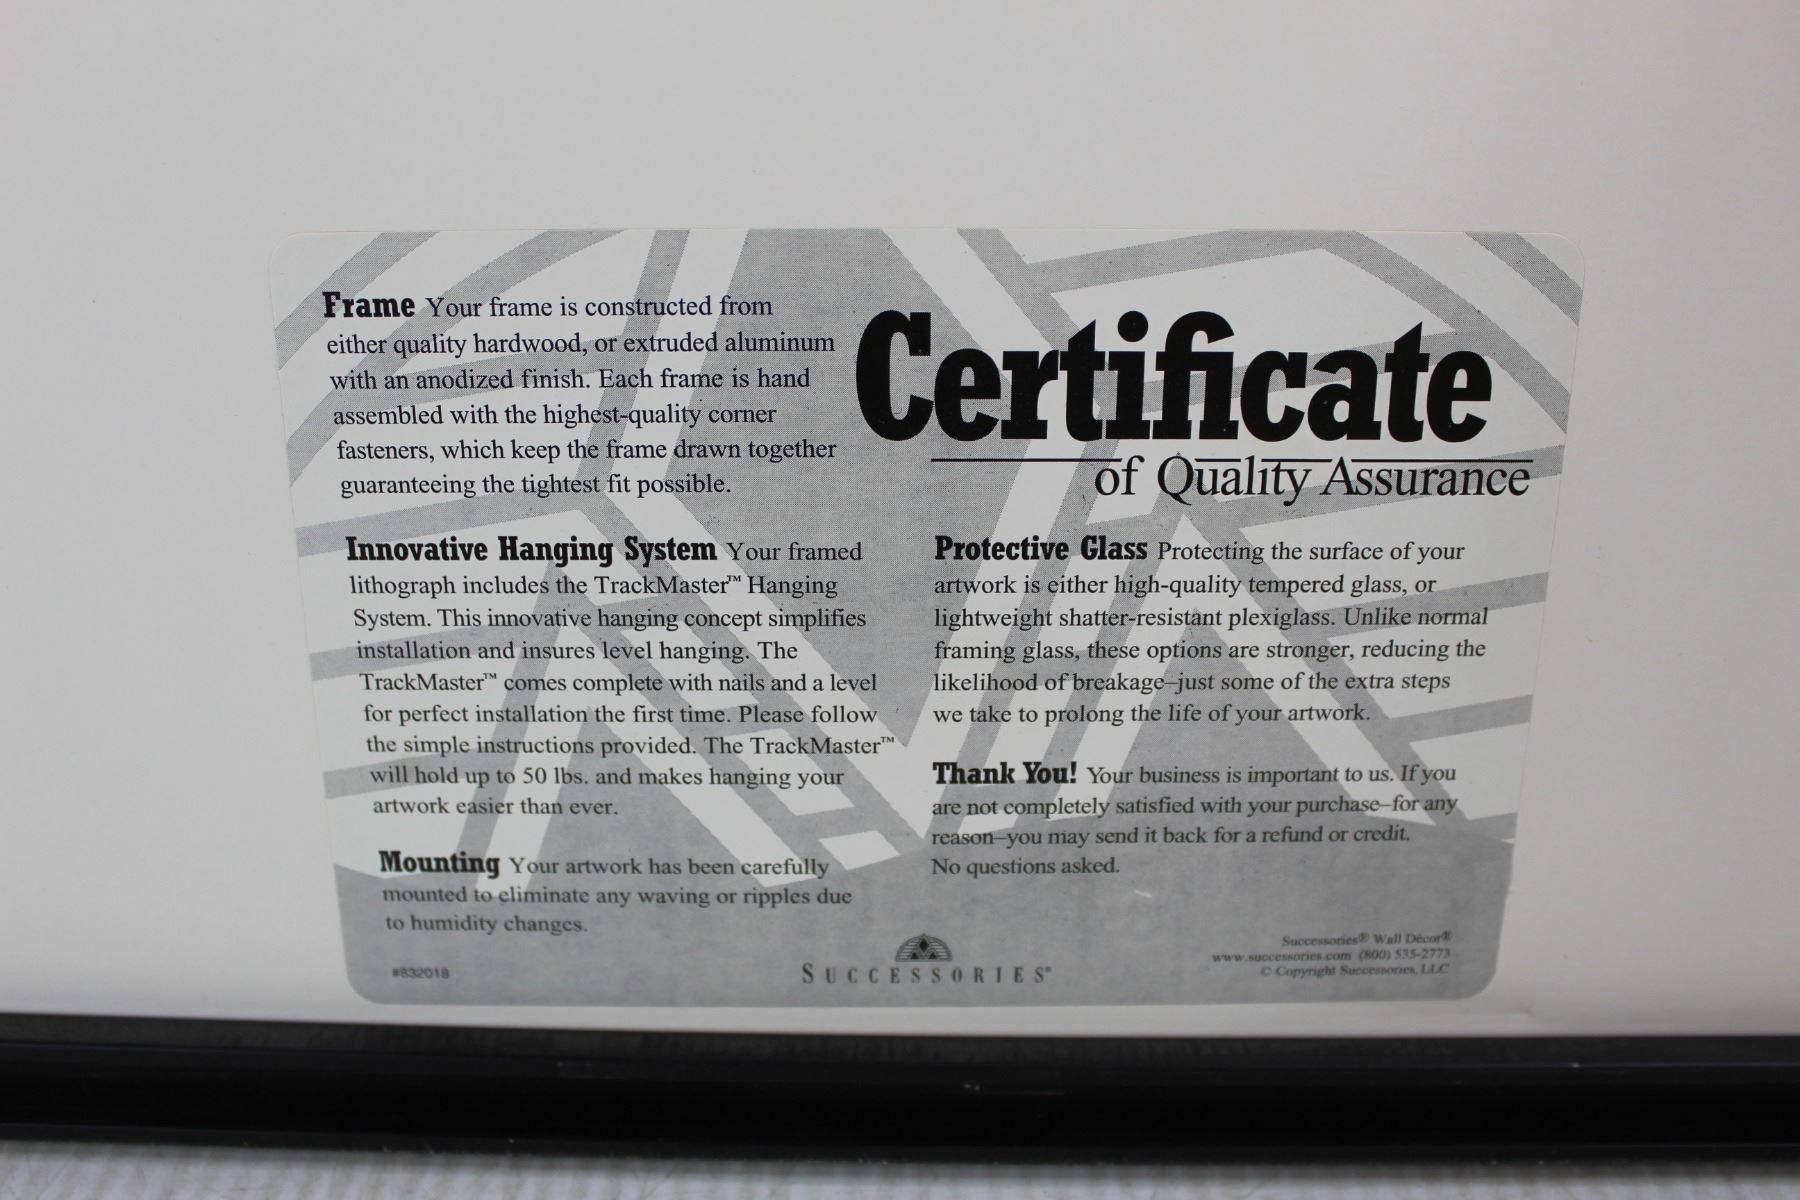 Certificate
of Quality Assurance
Frame Your frame is constructed from
either quality hardwood, or extruded aluminum
with an anodized finish. Each frame is hand
assembled with the highest-quality corner
fasteners, which keep the frame drawn together
guaranteeing the tightest fit possible.
Innovative Hanging System Your framed
lithograph includes the TrackMaster™ Hanging
System. This innovative hanging concept simplifies
installation and insures level hanging. The
TrackMaster™ comes complete with nails and a level
for perfect installation the first time. Please follow
the simple instructions provided. The TrackMaster™
will hold up to 50 lbs. and makes hanging your
artwork easier than ever.
Mounting Your artwork has been carefully
mounted to eliminate any waving or ripples due
to humidity changes.
Protective Glass Protecting the surface of your
artwork is either high-quality tempered glass, or
lightweight shatter-resistant plexiglass. Unlike normal
framing glass, these options are stronger, reducing the
likelihood of breakage–just some of the extra steps
we take to prolong the life of your artwork.
Thank You! Your business is important to us. If you
are not completely satisfied with your purchase–for any
reason–you may send it back for a refund or credit.
No questions asked.
#832018
SUCCESSORIES®
Successories® Wall Décor®
www.successories.com (800) 535-2773
© Copyright Successories, LLC